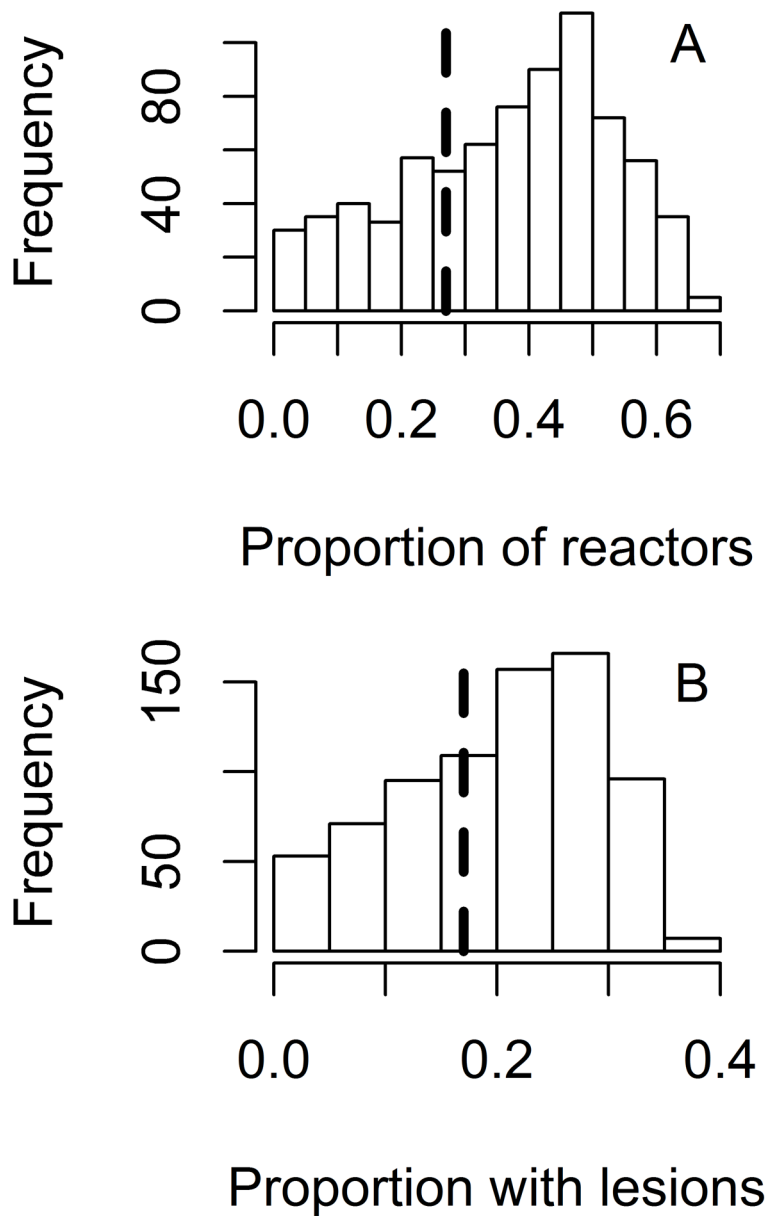 A
Frequency
80
40
0
0.0 0.2 0.4 0.6
Proportion of reactors
B
Frequency
150
50
0
0.0 0.2 0.4
Proportion with lesions